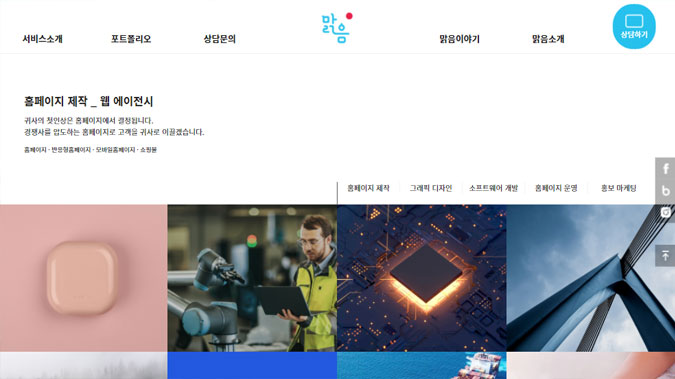 서비스소개
포트폴리오
상담문의
맑음
맑음이야기
맑음소개
상담하기
홈페이지 제작 _ 웹 에이전시
귀사의 첫인상은 홈페이지에서 결정됩니다.
경쟁사를 압도하는 홈페이지로 고객을 귀사로 이끌겠습니다.
홈페이지 · 반응형홈페이지 · 모바일홈페이지 · 쇼핑몰
홈페이지 제작
그래픽 디자인
소프트웨어 개발
홈페이지 운영
홍보 마케팅